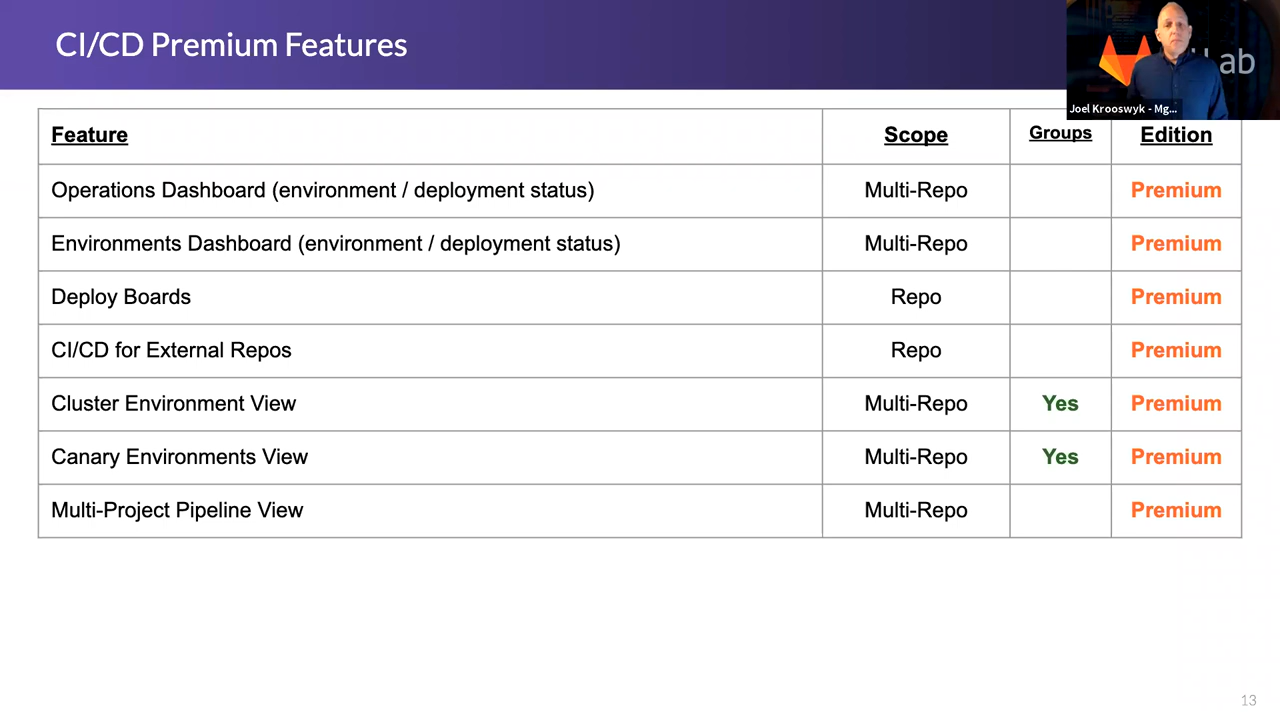 CI/CD Premium Features
ab
Joel Krooswyk - Mg...
Feature Scope Groups Edition
Operations Dashboard (environment / deployment status) Multi-Repo Premium
Environments Dashboard (environment / deployment status) Multi-Repo Premium
Deploy Boards Repo Premium
CI/CD for External Repos Repo Premium
Cluster Environment View Multi-Repo Yes Premium
Canary Environments View Multi-Repo Yes Premium
Multi-Project Pipeline View Multi-Repo Premium
13